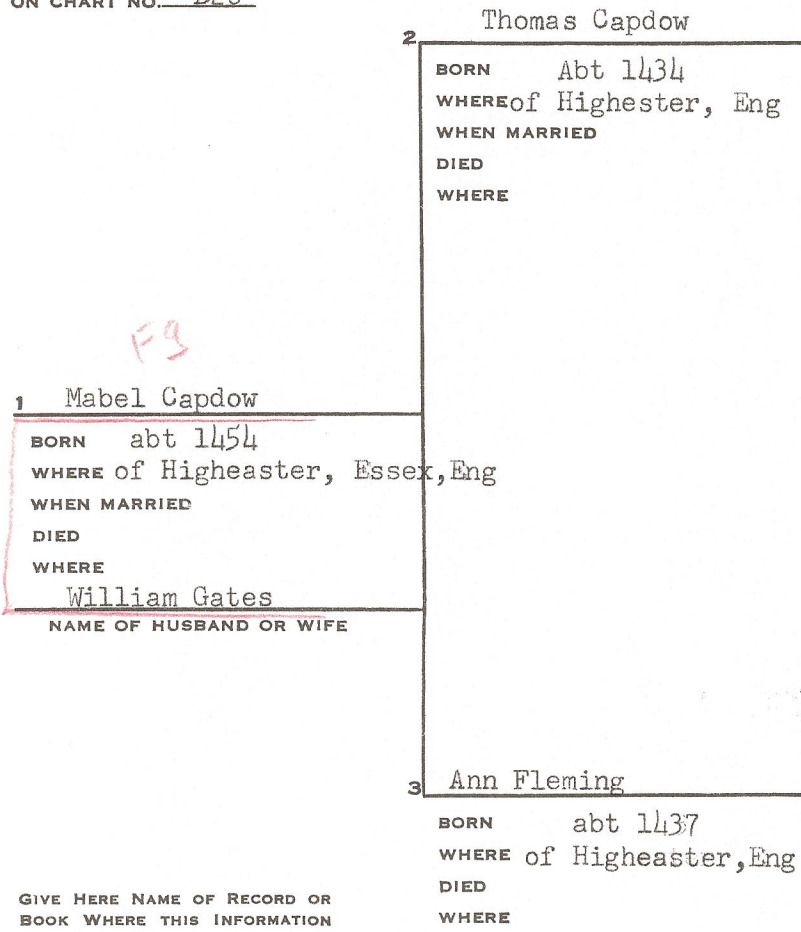 ON CHART NO.
Thomas Capdow
2
BORN Abt 1434
WHERE of Highester, Eng
WHEN MARRIED
DIED
WHERE
F9
1 Mabel Capdow
BORN abt 1454
WHERE of Higheaster, Essex,Eng
WHEN MARRIED
DIED
WHERE
William Gates
NAME OF HUSBAND OR WIFE
3 Ann Fleming
BORN abt 1437
WHERE of Higheaster,Eng
DIED
WHERE
GIVE HERE NAME OF RECORD OR
BOOK WHERE THIS INFORMATION